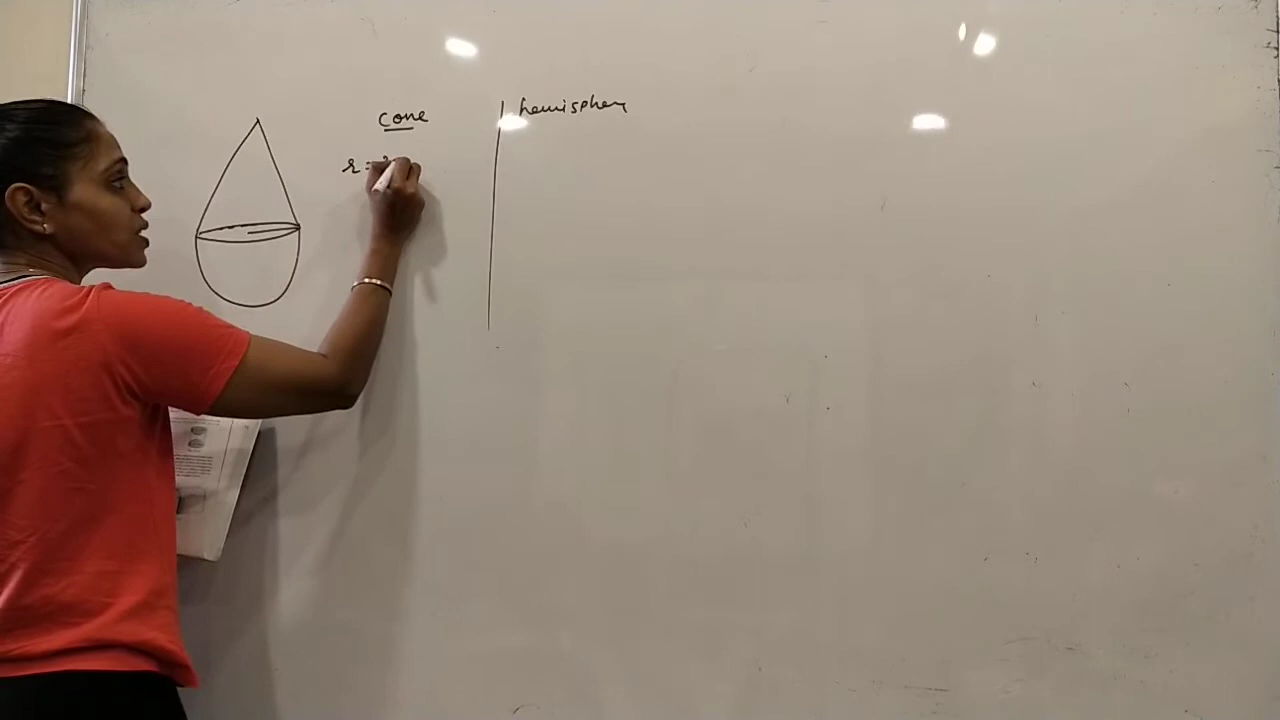 cone
hemisphere
r =